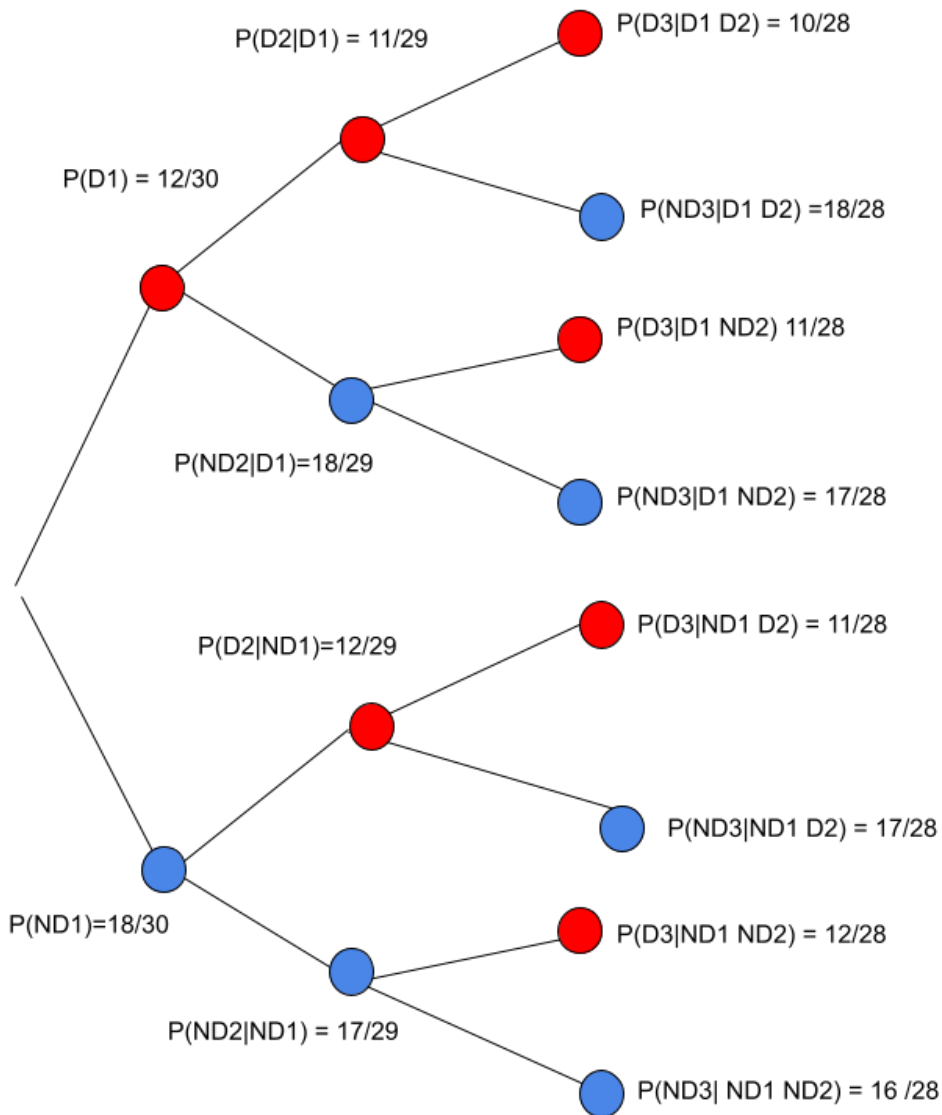 P(D3|D1 D2) = 10/28
P(D2|D1) = 11/29
P(D1) = 12/30
P(ND3|D1 D2) =18/28
P(D3|D1 ND2) 11/28
P(ND2|D1)=18/29
P(ND3|D1 ND2) = 17/28
P(D3|ND1 D2) = 11/28
P(D2|ND1)=12/29
P(ND3|ND1 D2) = 17/28
P(ND1)=18/30
P(D3|ND1 ND2) = 12/28
P(ND2|ND1) = 17/29
P(ND3| ND1 ND2) = 16 /28